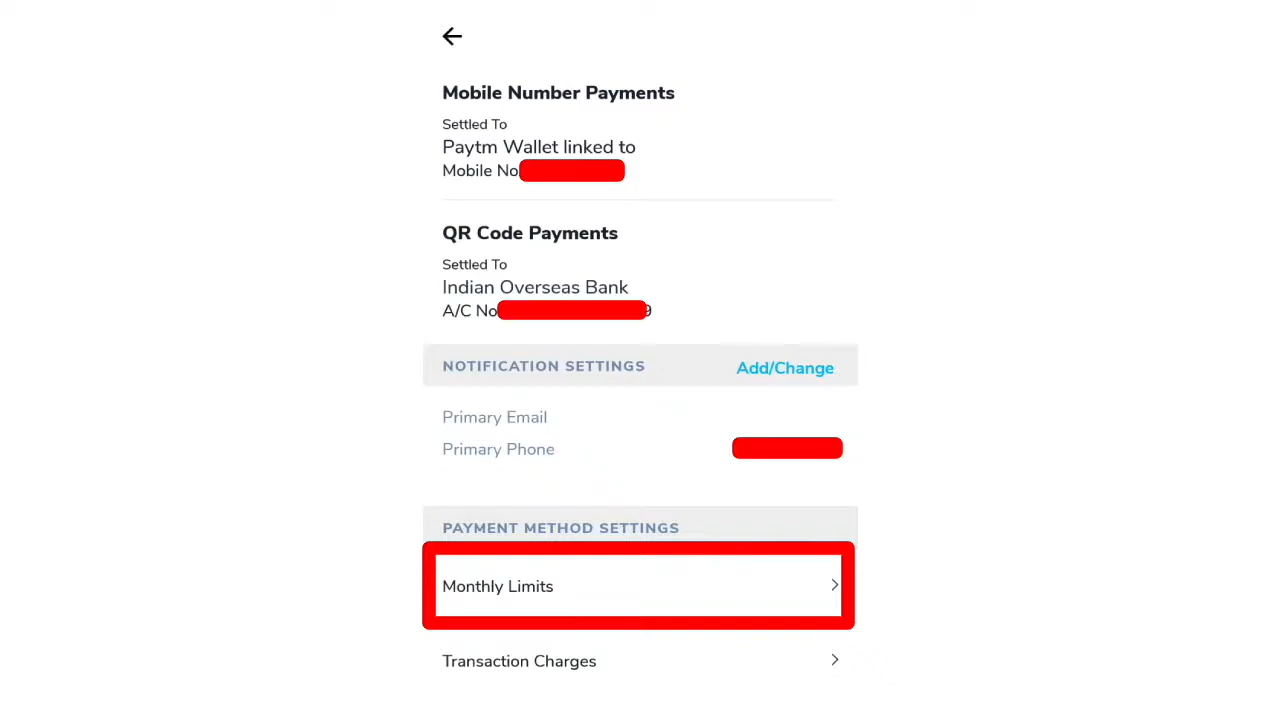 Mobile Number Payments
Settled To
Paytm Wallet linked to
Mobile No
QR Code Payments
Settled To
Indian Overseas Bank
A/C No 9
NOTIFICATION SETTINGS Add/Change
Primary Email
Primary Phone
PAYMENT METHOD SETTINGS
Monthly Limits
Transaction Charges